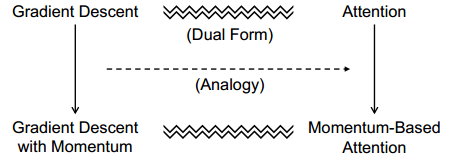 Gradient Descent
Attention
(Dual Form)
(Analogy)
Gradient Descent
with Momentum
Momentum-Based
Attention